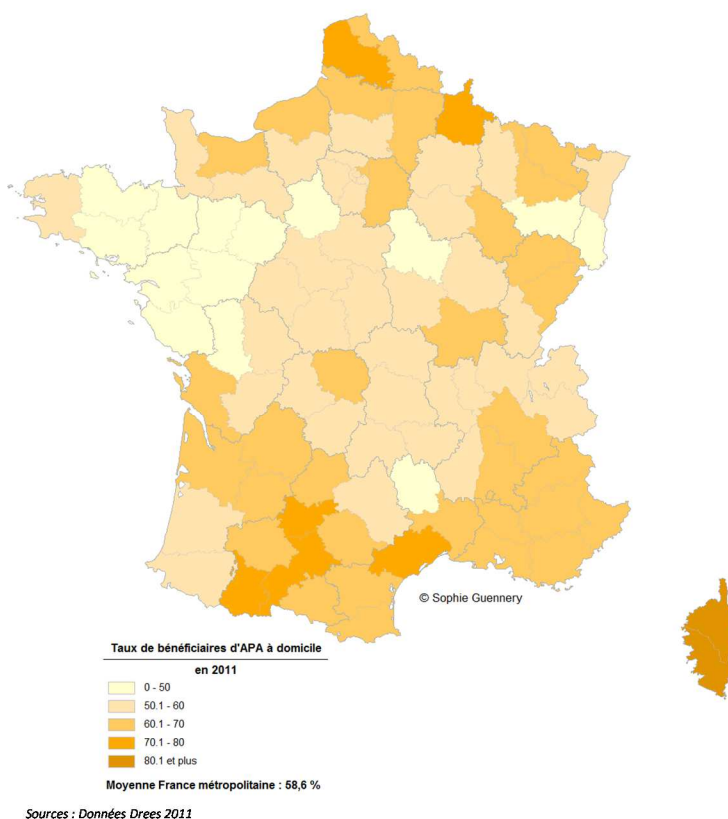 © Sophie Guennery
Taux de bénéficiaires d'APA à domicile
en 2011
0 - 50
50.1 - 60
60.1 - 70
70.1 - 80
80.1 et plus
Moyenne France métropolitaine : 58,6 %
Sources : Données Drees 2011